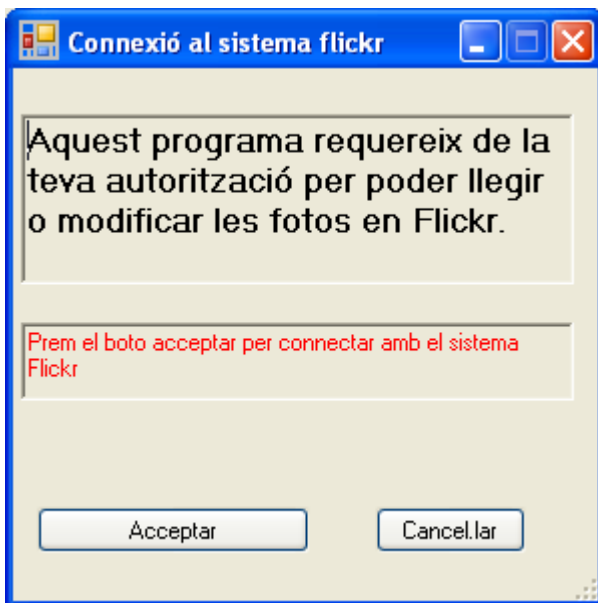 Connexió al sistema flickr
Aquest programa requereix de la
teva autorització per poder llegir
o modificar les fotos en Flickr.
Prem el boto acceptar per connectar amb el sistema
Flickr
Acceptar
Cancel.lar